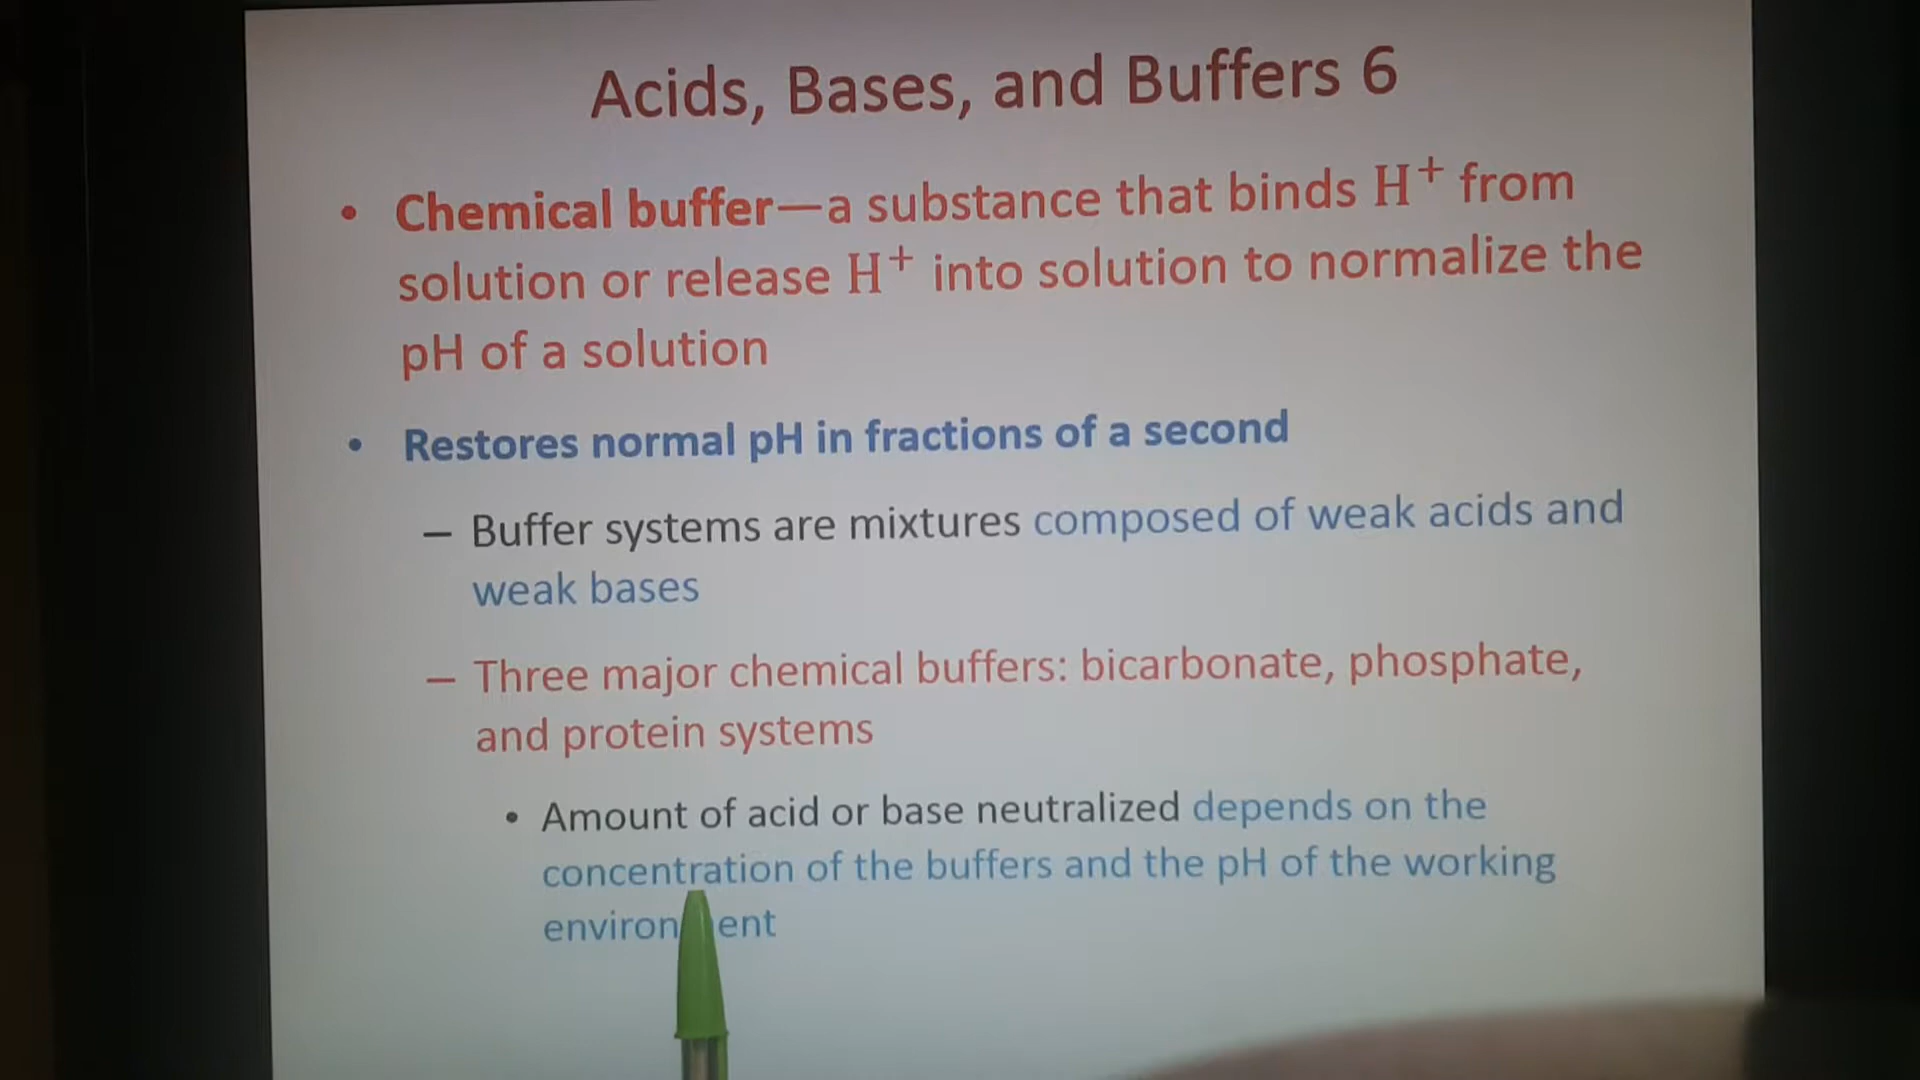 Acids, Bases, and Buffers 6
• Chemical buffer—a substance that binds H⁺ from
solution or release H⁺ into solution to normalize the
pH of a solution
• Restores normal pH in fractions of a second
– Buffer systems are mixtures composed of weak acids and
weak bases
– Three major chemical buffers: bicarbonate, phosphate,
and protein systems
• Amount of acid or base neutralized depends on the
concentration of the buffers and the pH of the working
environment